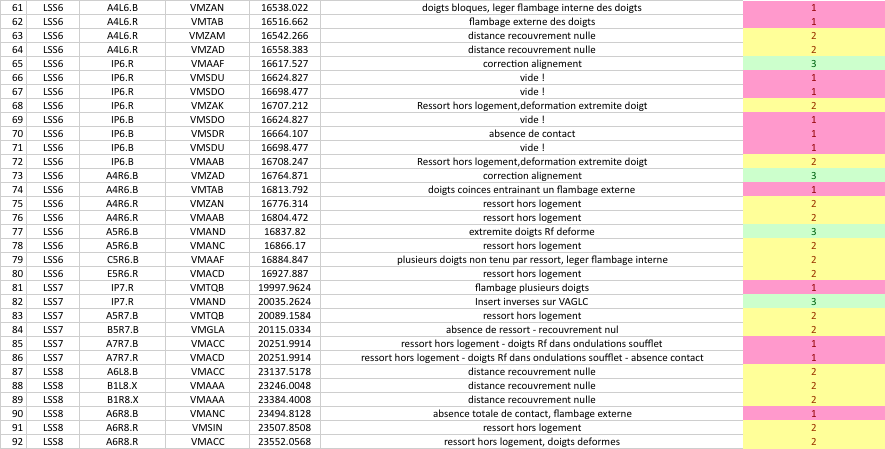 61 LSS6 A4L6.B VMZAN 16538.022 doigts bloques, leger flambage interne des doigts 1
62 LSS6 A4L6.R VMTAB 16516.662 flambage externe des doigts 1
63 LSS6 A4L6.R VMZAM 16542.266 distance recouvrement nulle 2
64 LSS6 A4L6.R VMZAD 16558.383 distance recouvrement nulle 2
65 LSS6 IP6.R VMAAF 16617.527 correction alignement 3
66 LSS6 IP6.R VMSDU 16624.827 vide ! 1
67 LSS6 IP6.R VMSDO 16698.477 vide ! 1
68 LSS6 IP6.R VMZAK 16707.212 Ressort hors logement,deformation extremite doigt 2
69 LSS6 IP6.B VMSDO 16624.827 vide ! 1
70 LSS6 IP6.B VMSDR 16664.107 absence de contact 1
71 LSS6 IP6.B VMSDU 16698.477 vide ! 1
72 LSS6 IP6.B VMAAB 16708.247 Ressort hors logement,deformation extremite doigt 2
73 LSS6 A4R6.B VMZAD 16764.871 correction alignement 3
74 LSS6 A4R6.B VMTAB 16813.792 doigts coinces entrainant un flambage externe 1
75 LSS6 A4R6.R VMZAN 16776.314 ressort hors logement 2
76 LSS6 A4R6.R VMAAB 16804.472 ressort hors logement 2
77 LSS6 A5R6.B VMAND 16837.82 extremite doigts Rf deforme 3
78 LSS6 A5R6.B VMANC 16866.17 ressort hors logement 2
79 LSS6 C5R6.B VMAAF 16884.847 plusieurs doigts non tenu par ressort, leger flambage interne 2
80 LSS6 E5R6.R VMACD 16927.887 ressort hors logement 2
81 LSS7 IP7.R VMTQB 19997.9624 flambage plusieurs doigts 1
82 LSS7 IP7.R VMAND 20035.2624 Insert inverses sur VAGLC 3
83 LSS7 A5R7.B VMTQB 20089.1584 ressort hors logement 2
84 LSS7 B5R7.B VMGLA 20115.0334 absence de ressort - recouvrement nul 2
85 LSS7 A7R7.B VMACC 20251.9914 ressort hors logement - doigts Rf dans ondulations soufflet 1
86 LSS7 A7R7.R VMACD 20251.9914 ressort hors logement - doigts Rf dans ondulations soufflet - absence contact 1
87 LSS8 A6L8.B VMACC 23137.5178 distance recouvrement nulle 2
88 LSS8 B1L8.X VMAAA 23246.0048 distance recouvrement nulle 2
89 LSS8 B1R8.X VMAAA 23384.4008 distance recouvrement nulle 2
90 LSS8 A6R8.B VMANC 23494.8128 absence totale de contact, flambage externe 1
91 LSS8 A6R8.R VMSIN 23507.8508 ressort hors logement 2
92 LSS8 A6R8.R VMACC 23552.0568 ressort hors logement, doigts deformes 2